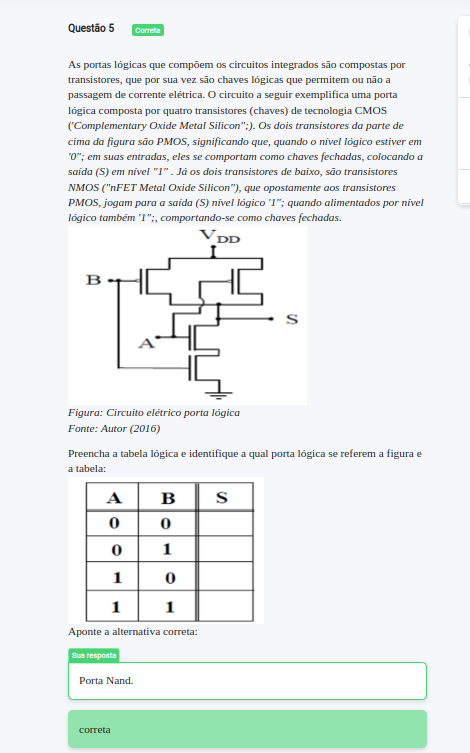 Questão 5 Correta
As portas lógicas que compõem os circuitos integrados são compostas por
transistores, que por sua vez são chaves lógicas que permitem ou não a
passagem de corrente elétrica. O circuito a seguir exemplifica uma porta
lógica composta por quatro transistores (chaves) de tecnologia CMOS
('Complementary Oxide Metal Silicon";). Os dois transistores da parte de
cima da figura são PMOS, significando que, quando o nível lógico estiver em
'0"; em suas entradas, eles se comportam como chaves fechadas, colocando a
saída (S) em nível "1" . Já os dois transistores de baixo, são transistores
NMOS ("nFET Metal Oxide Silicon"), que opostamente aos transistores
PMOS, jogam para a saída (S) nível lógico '1"; quando alimentados por nível
lógico também '1";, comportando-se como chaves fechadas.
VDD
B
S
A
Figura: Circuito elétrico porta lógica
Fonte: Autor (2016)
Preencha a tabela lógica e identifique a qual porta lógica se referem a figura e
a tabela:
A B S
0 0
0 1
1 0
1 1
Aponte a alternativa correta:
Sua resposta
Porta Nand.
correta